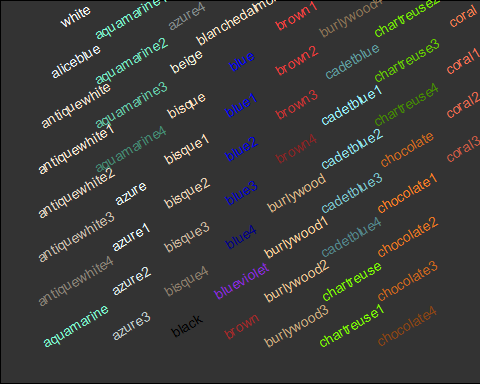 white
aliceblue
antiquewhite
antiquewhite1
antiquewhite2
antiquewhite3
antiquewhite4
aquamarine
aquamarine1
aquamarine2
aquamarine3
aquamarine4
azure
azure1
azure2
azure3
azure4
beige
bisque
bisque1
bisque2
bisque3
bisque4
black
blanchedalmond
blue
blue1
blue2
blue3
blue4
blueviolet
brown
brown1
brown2
brown3
brown4
burlywood
burlywood1
burlywood2
burlywood3
burlywood4
cadetblue
cadetblue1
cadetblue2
cadetblue3
cadetblue4
chartreuse
chartreuse1
chartreuse2
chartreuse3
chartreuse4
chocolate
chocolate1
chocolate2
chocolate3
chocolate4
coral
coral1
coral2
coral3